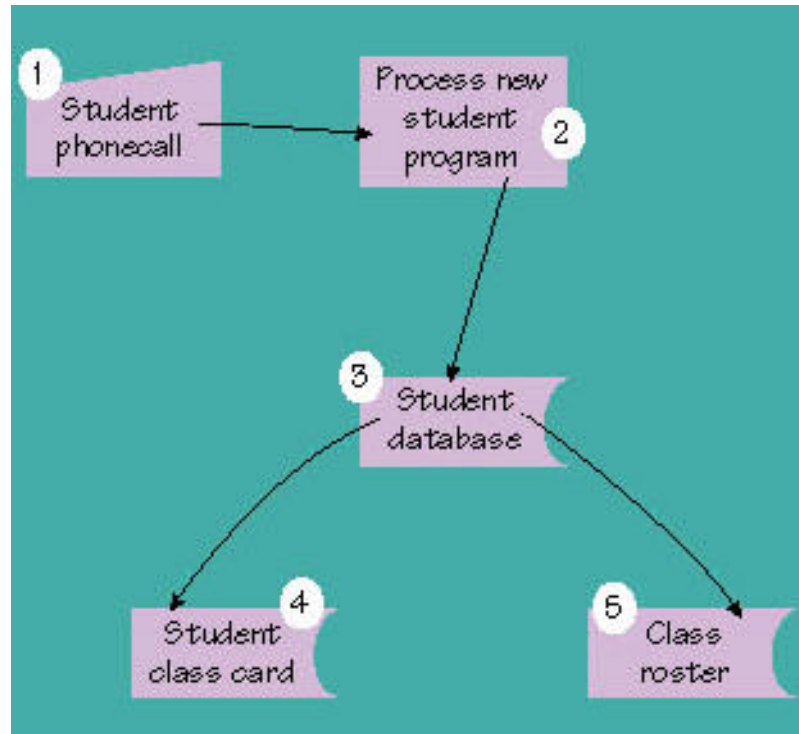 1
Student
phonecall
Process new
student
program
2
3
Student
database
4
Student
class card
5
Class
roster